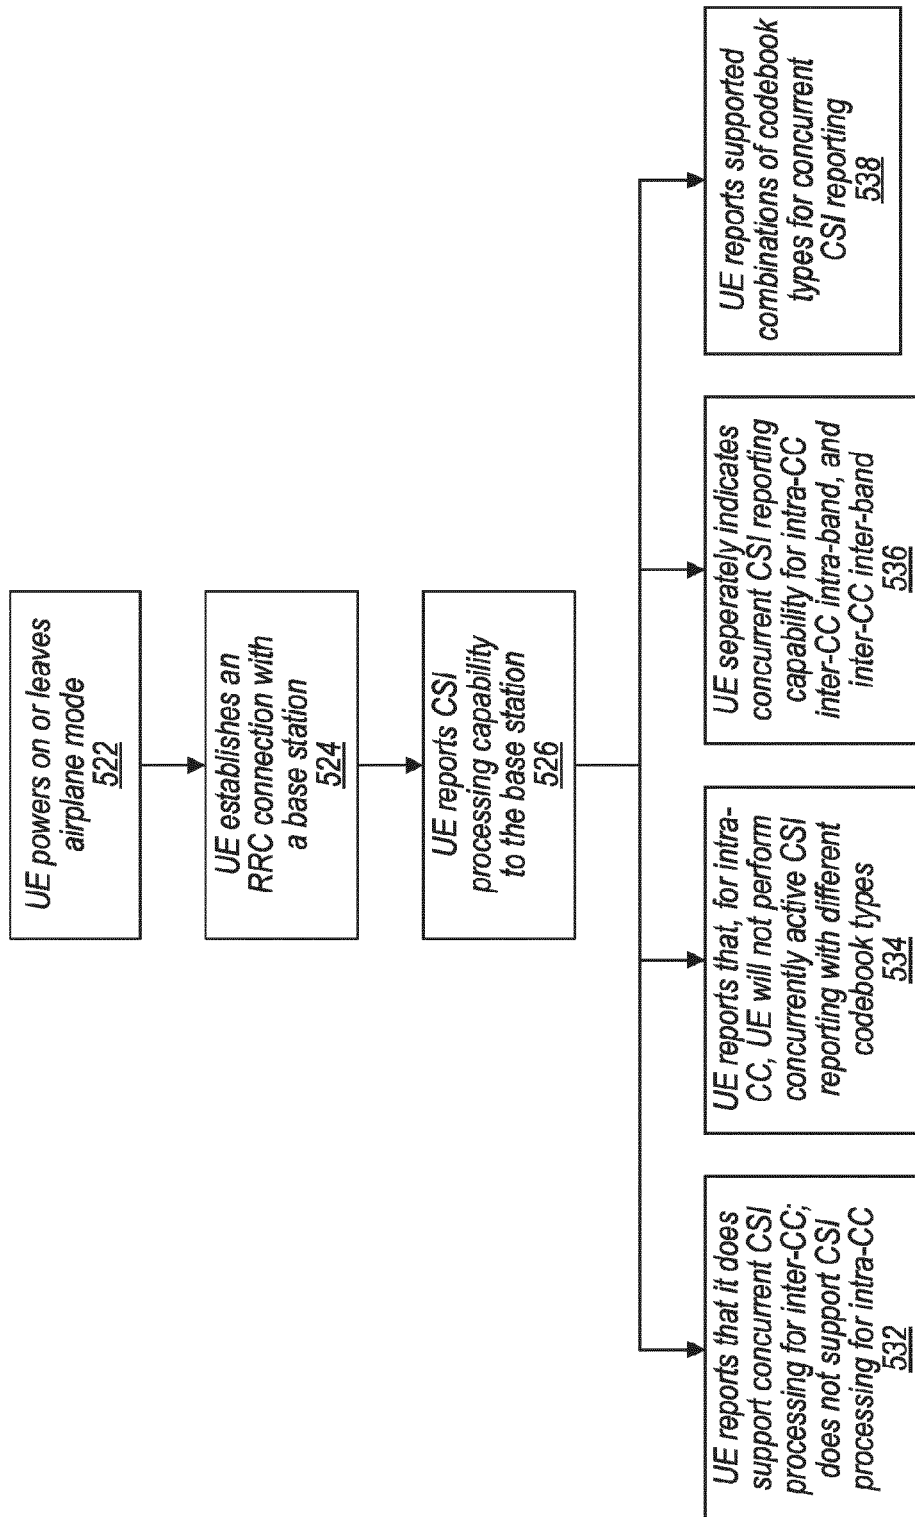 UE powers on or leaves
airplane mode
522
UE establishes an
RRC connection with
a base station
524
UE reports CSI
processing capability
to the base station
526
UE reports that it does
support concurrent CSI
processing for inter-CC;
does not support CSI
processing for intra-CC
532
UE reports that, for intra-
CC, UE will not perform
concurrently active CSI
reporting with different
codebook types
534
UE seperately indicates
concurrent CSI reporting
capability for intra-CC
inter-CC intra-band, and
inter-CC inter-band
536
UE reports supported
combinations of codebook
types for concurrent
CSI reporting
538